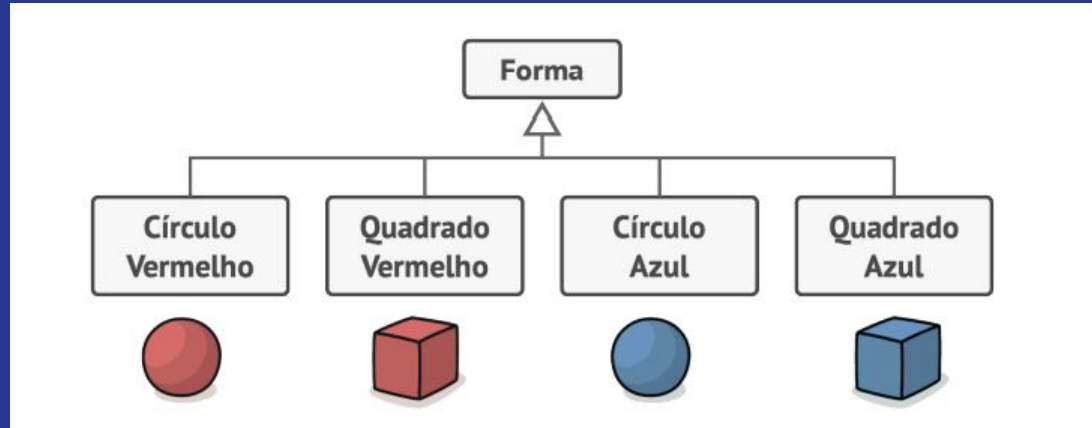 Forma
Círculo
Vermelho
Quadrado
Vermelho
Círculo
Azul
Quadrado
Azul